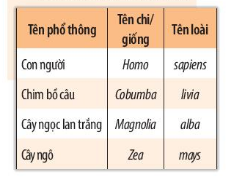 Tên phổ thông Tên chi/ giống Tên loài
Con người Homo sapiens
Chim bồ câu Cobumba livia
Cây ngọc lan trắng Magnolia alba
Cây ngô Zea mays